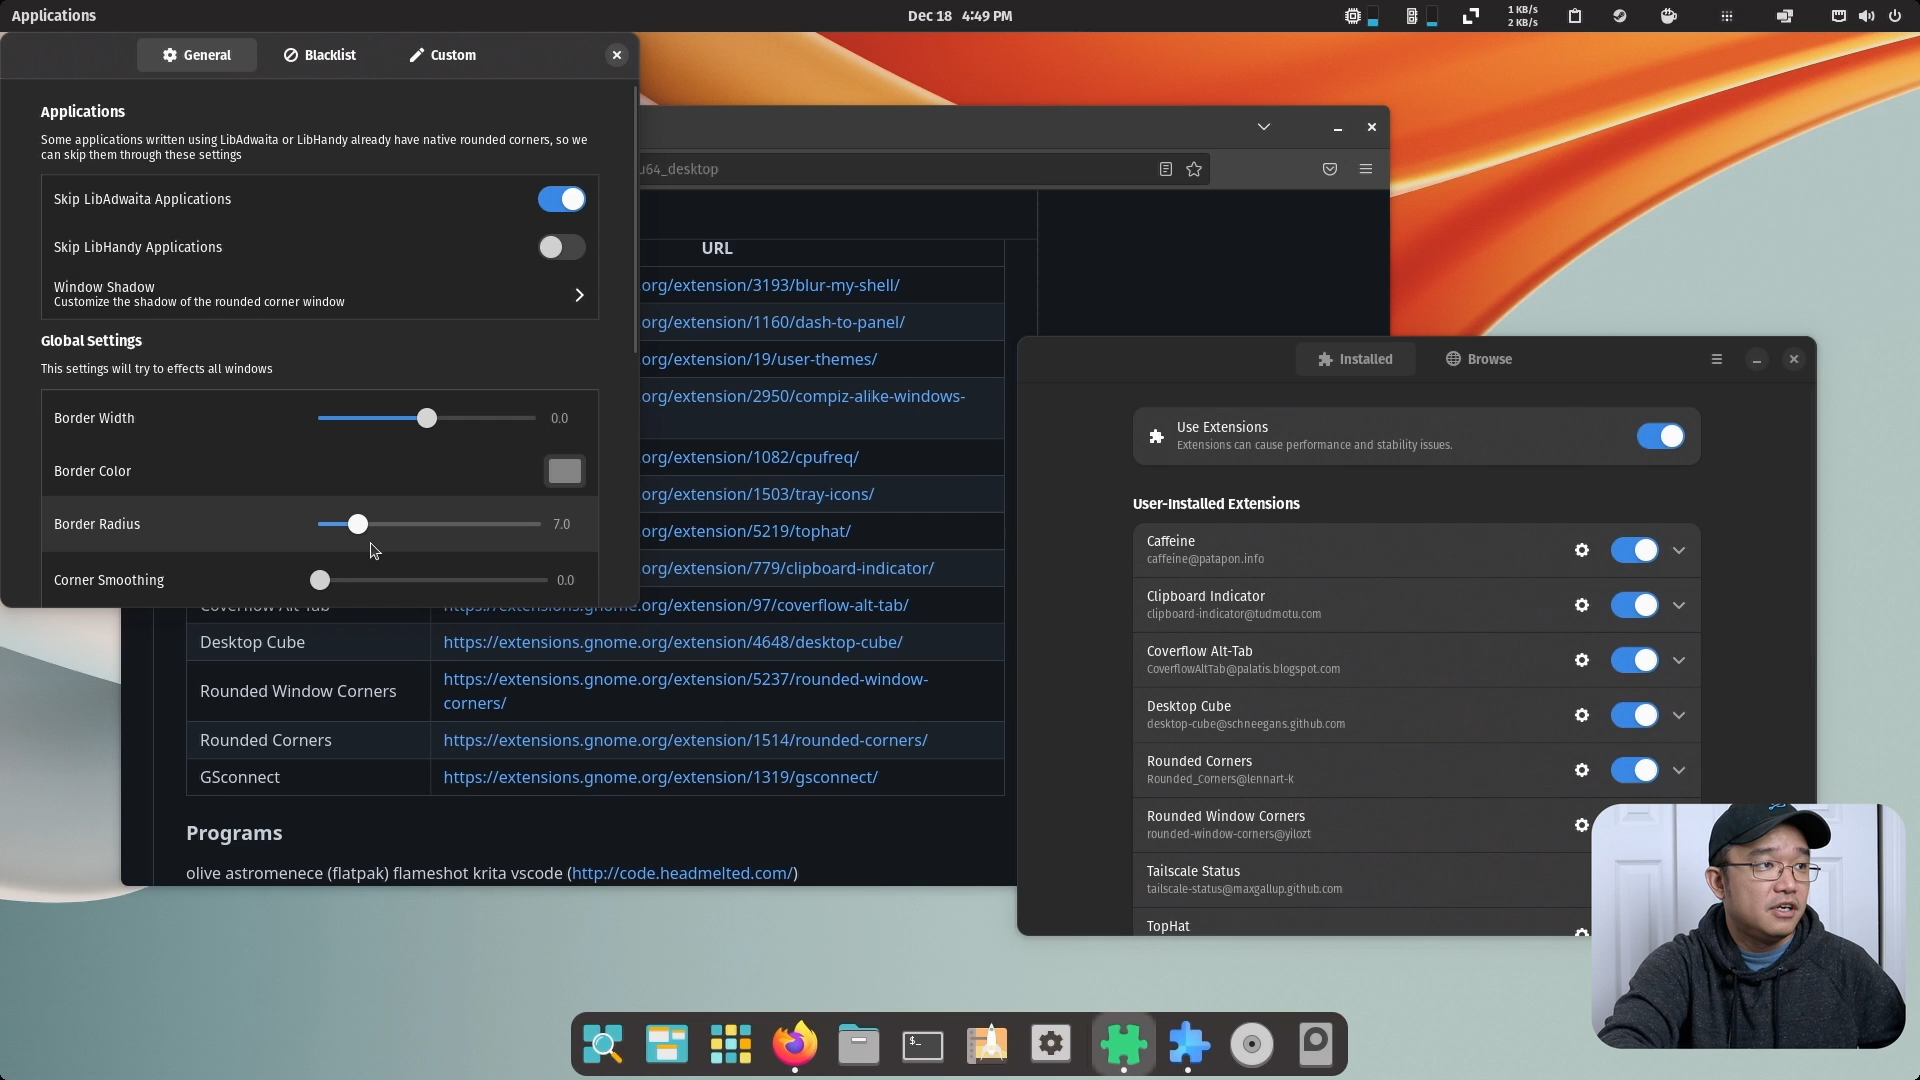 Applications
Dec 18 4:49 PM
1 KB/s
2 KB/s
General
Blacklist
Custom
Applications
Some applications written using LibAdwaita or LibHandy already have native rounded corners, so we
can skip them through these settings
Skip LibAdwaita Applications
Skip LibHandy Applications
Window Shadow
Customize the shadow of the rounded corner window
Global Settings
This settings will try to effects all windows
Border Width
0.0
Border Color
Border Radius
7.0
Corner Smoothing
0.0
u64_desktop
URL
org/extension/3193/blur-my-shell/
org/extension/1160/dash-to-panel/
org/extension/19/user-themes/
org/extension/2950/compiz-alike-windows-
org/extension/1082/cpufreq/
org/extension/1503/tray-icons/
org/extension/5219/tophat/
org/extension/779/clipboard-indicator/
Coverflow Alt-Tab
https://extensions.gnome.org/extension/97/coverflow-alt-tab/
Desktop Cube
https://extensions.gnome.org/extension/4648/desktop-cube/
Rounded Window Corners
https://extensions.gnome.org/extension/5237/rounded-window-
corners/
Rounded Corners
https://extensions.gnome.org/extension/1514/rounded-corners/
GSconnect
https://extensions.gnome.org/extension/1319/gsconnect/
Programs
olive astromenece (flatpak) flameshot krita vscode (http://code.headmelted.com/)
Installed
Browse
Use Extensions
Extensions can cause performance and stability issues.
User-Installed Extensions
Caffeine
caffeine@patapon.info
Clipboard Indicator
clipboard-indicator@tudmotu.com
Coverflow Alt-Tab
CoverflowAltTab@palatis.blogspot.com
Desktop Cube
desktop-cube@schneegans.github.com
Rounded Corners
Rounded_Corners@lennart-k
Rounded Window Corners
rounded-window-corners@yilozt
Tailscale Status
tailscale-status@maxgallup.github.com
TopHat
$_